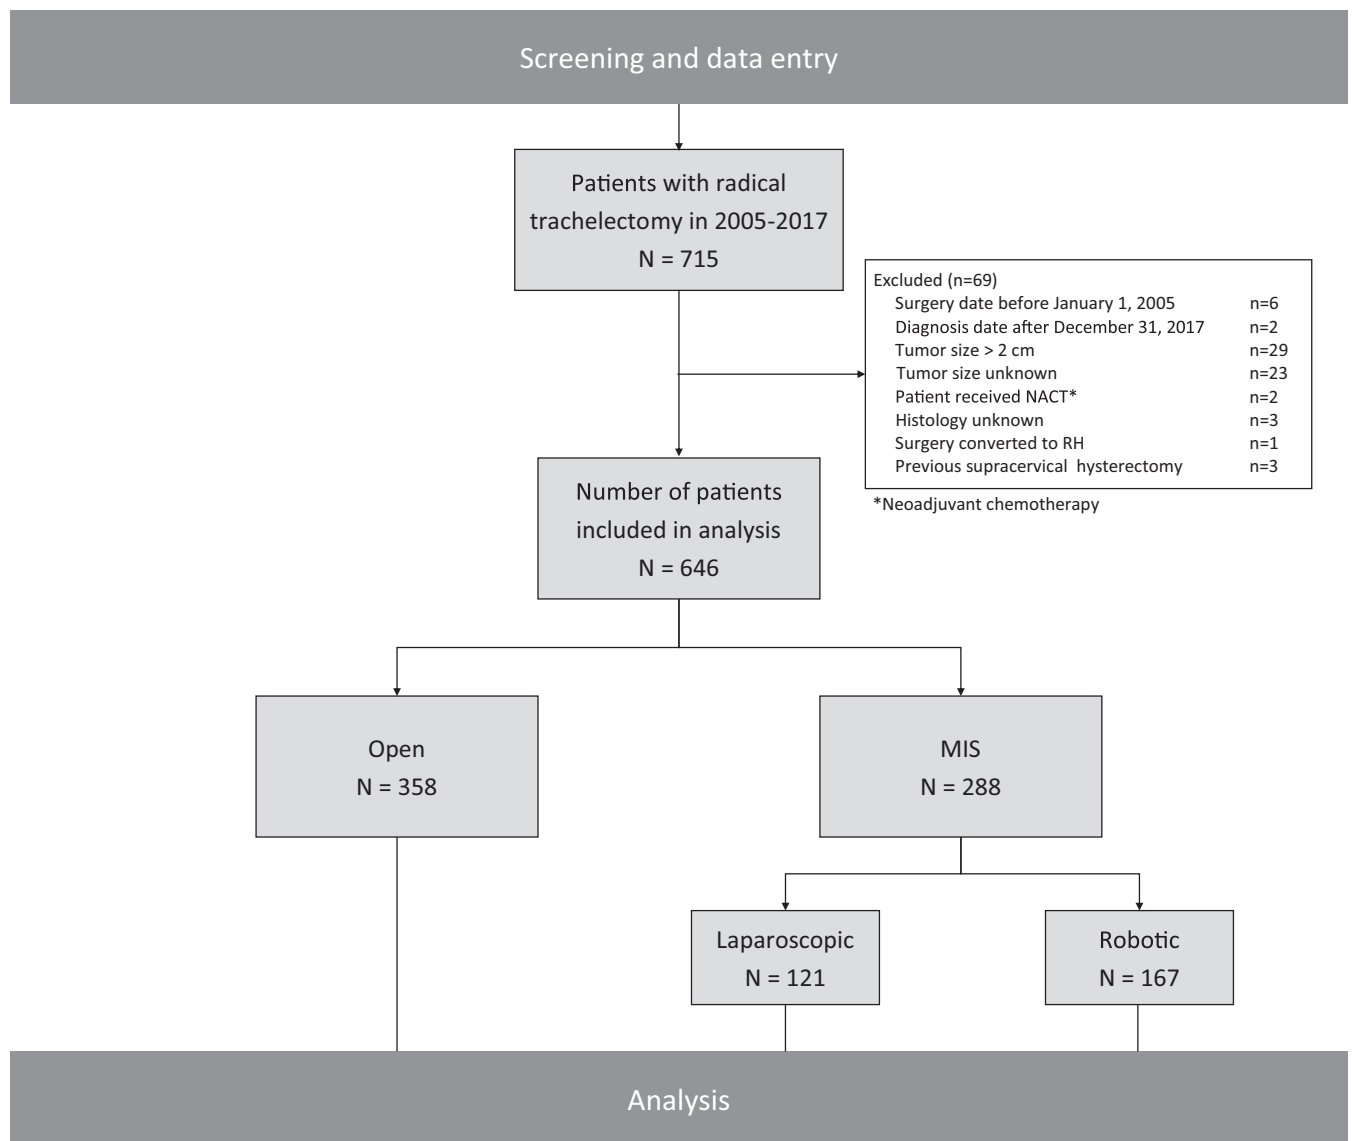 Screening and data entry
Patients with radical
trachelectomy in 2005-2017
N = 715
Excluded (n=69)
Surgery date before January 1, 2005 n=6
Diagnosis date after December 31, 2017 n=2
Tumor size > 2 cm n=29
Tumor size unknown n=23
Patient received NACT* n=2
Histology unknown n=3
Surgery converted to RH n=1
Previous supracervical hysterectomy n=3
*Neoadjuvant chemotherapy
Number of patients
included in analysis
N = 646
Open
N = 358
MIS
N = 288
Laparoscopic
N = 121
Robotic
N = 167
Analysis